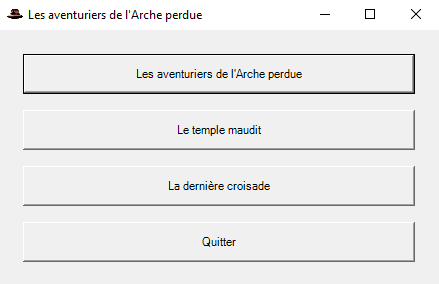 Les aventuriers de l'Arche perdue
Les aventuriers de l'Arche perdue
Le temple maudit
La dernière croisade
Quitter